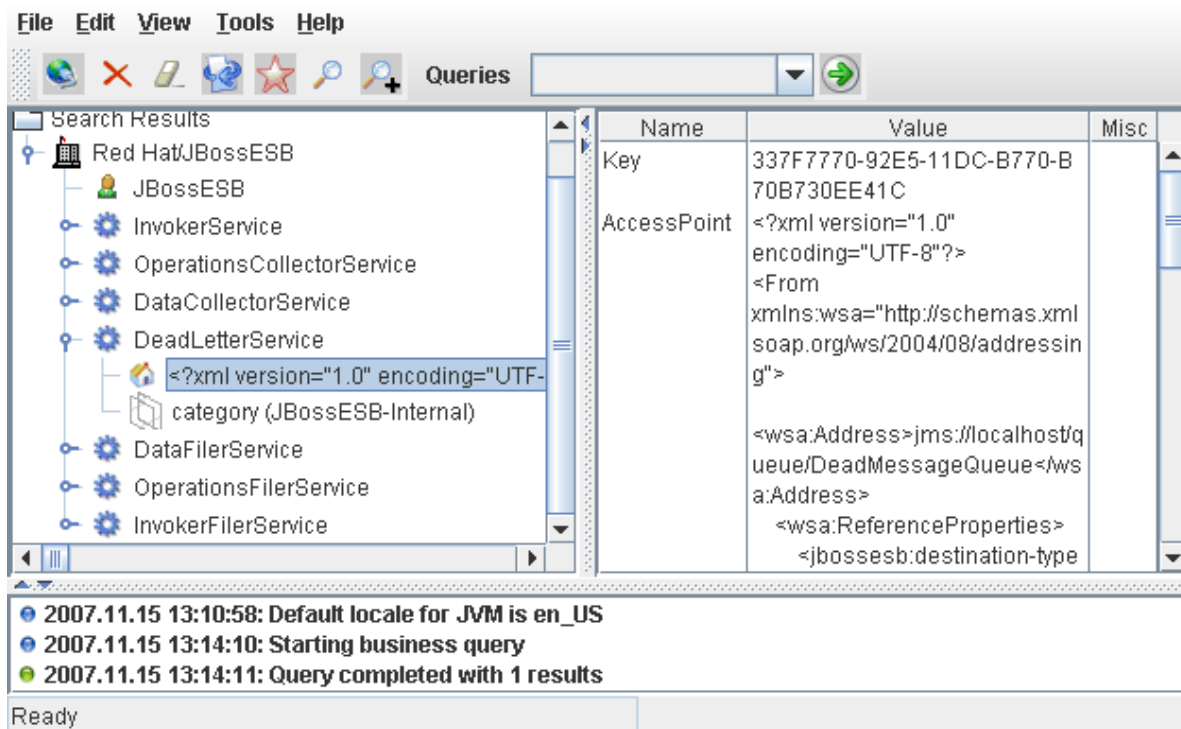 File Edit View Tools Help
Queries
Search Results
Red Hat/JBossESB
JBossESB
InvokerService
OperationsCollectorService
DataCollectorService
DeadLetterService
<?xml version="1.0" encoding="UTF-
category (JBossESB-Internal)
DataFilerService
OperationsFilerService
InvokerFilerService
Name Value Misc
Key 337F7770-92E5-11DC-B770-B
70B730EE41C
AccessPoint <?xml version="1.0"
encoding="UTF-8"?>
<From
xmlns:wsa="http://schemas.xml
soap.org/ws/2004/08/addressin
g">
<wsa:Address>jms://localhost/q
ueue/DeadMessageQueue</ws
a:Address>
<wsa:ReferenceProperties>
<jbossesb:destination-type
2007.11.15 13:10:58: Default locale for JVM is en_US
2007.11.15 13:14:10: Starting business query
2007.11.15 13:14:11: Query completed with 1 results
Ready